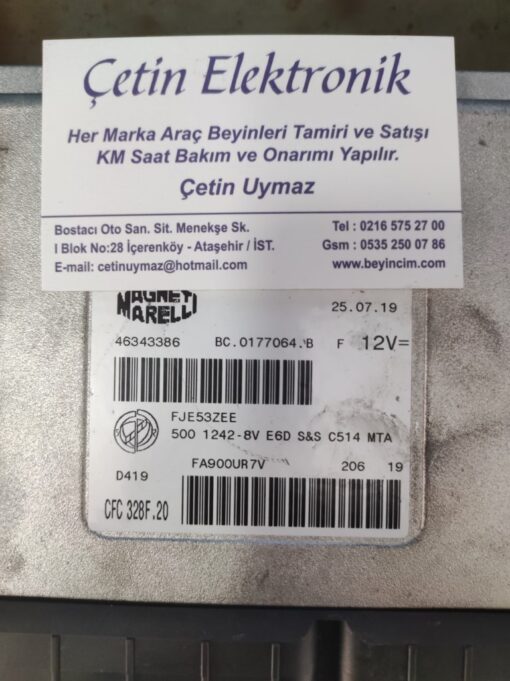 Çetin Elektronik
Her Marka Araç Beyinleri Tamiri ve Satışı
KM Saat Bakım ve Onarımı Yapılır.
Çetin Uymaz
Bostacı Oto San. Sit. Menekşe Sk.
I Blok No:28 İçerenköy - Ataşehir / İST.
E-mail: cetinuymaz@hotmail.com
Tel : 0216 575 27 00
Gsm : 0535 250 07 86
www.beyincim.com
MAGNETI
MARELLI
25.07.19
46343386 BC.0177064.B F 12V=
FJE53ZEE
500 1242-8V E6D S&S C514 MTA
FA900UR7V 206 19
D419
CFC 328F.20